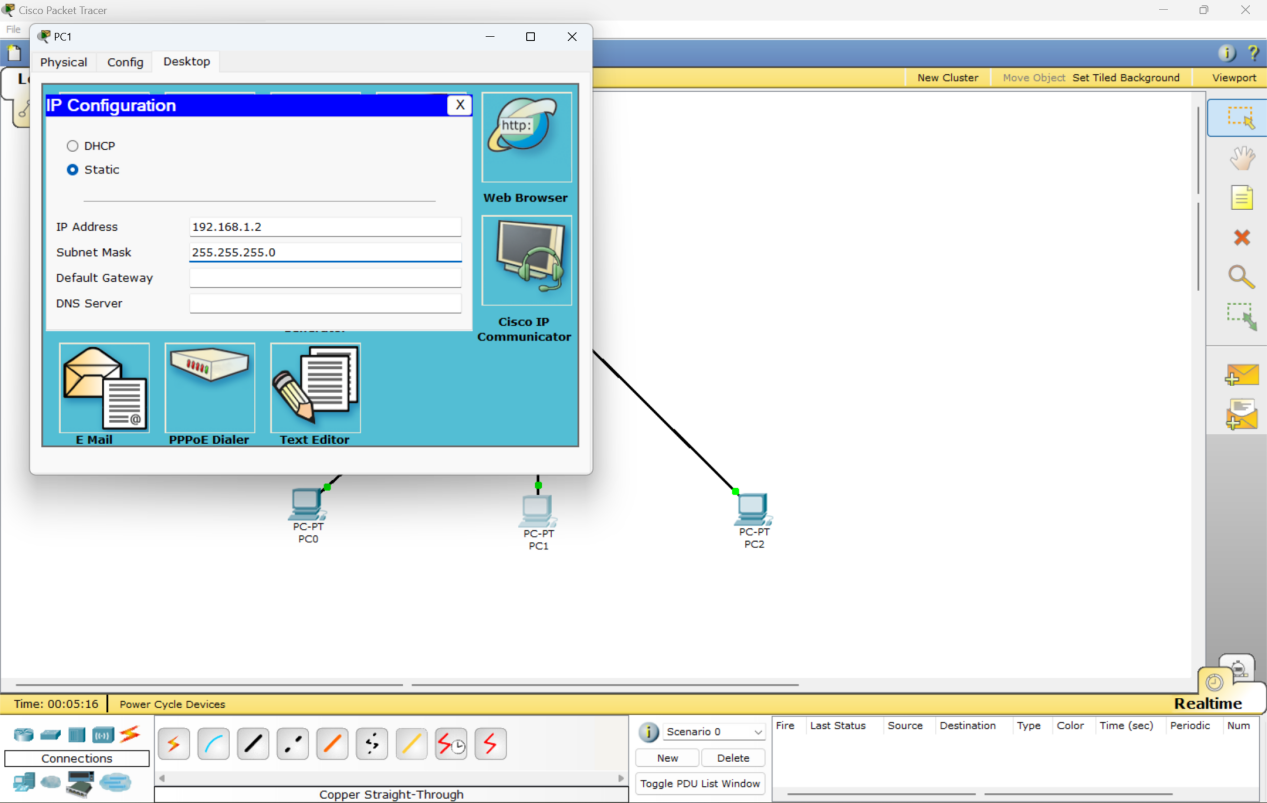 Cisco Packet Tracer
File
PC1
Physical Config Desktop
New Cluster Move Object Set Tiled Background Viewport
IP Configuration X
DHCP
Static
IP Address 192.168.1.2
Subnet Mask 255.255.255.0
Default Gateway
DNS Server
http:
Web Browser
Cisco IP
Communicator
@
E Mail PPPoE Dialer Text Editor
PC-PT
PC0
PC-PT
PC1
PC-PT
PC2
Time: 00:05:16 Power Cycle Devices Realtime
Connections
Copper Straight-Through
Scenario 0
New Delete
Toggle PDU List Window
Fire Last Status Source Destination Type Color Time (sec) Periodic Num